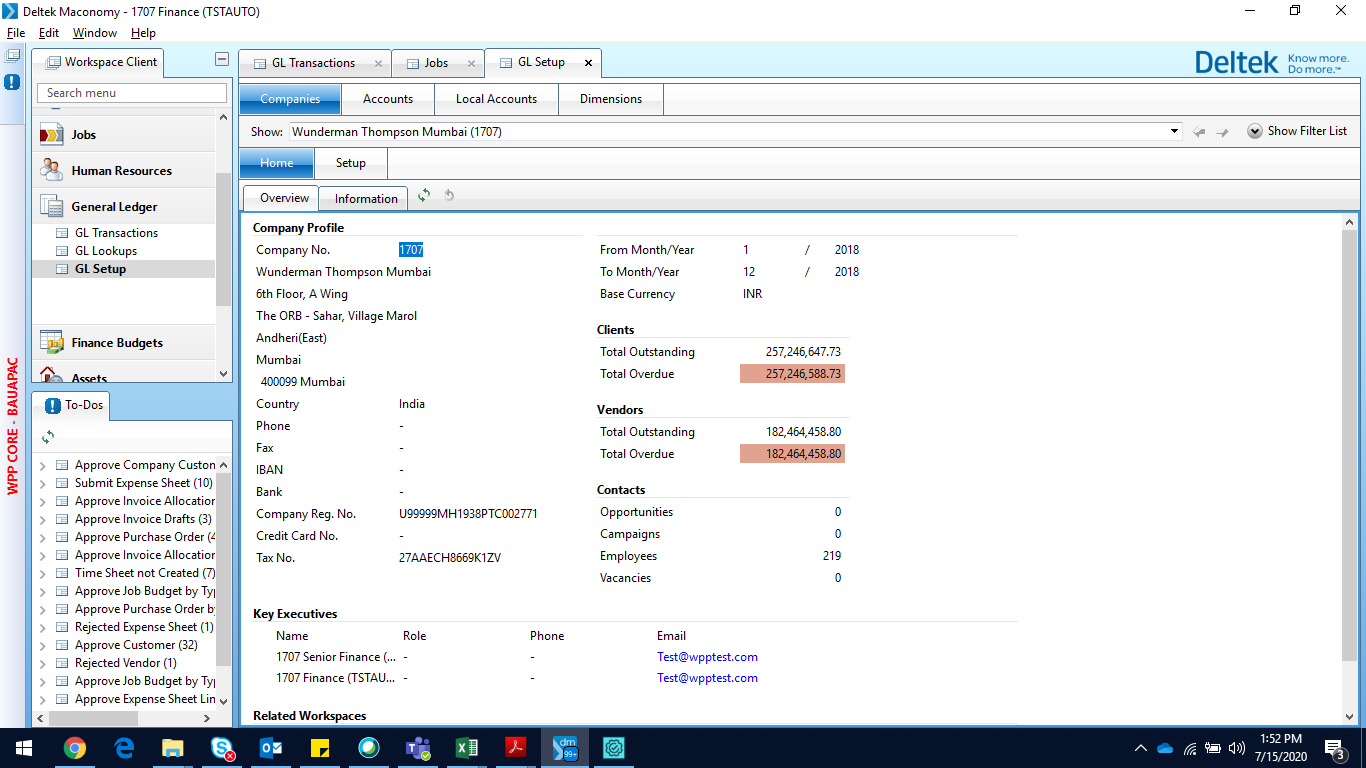 Deltek Maconomy - 1707 Finance (TSTAUTO)
File Edit Window Help
Workspace Client
GL Transactions
Jobs
GL Setup
Deltek Know more. Do more.™
Search menu
Companies Accounts Local Accounts Dimensions
Show: Wunderman Thompson Mumbai (1707) Show Filter List
Home Setup
Overview Information
Jobs
Human Resources
General Ledger
GL Transactions
GL Lookups
GL Setup
Finance Budgets
Assets
WPP CORE - BAUAPAC
To-Dos
Approve Company Custon
Submit Expense Sheet (10)
Approve Invoice Allocation
Approve Invoice Drafts (3)
Approve Purchase Order (4
Approve Invoice Allocation
Time Sheet not Created (7)
Approve Job Budget by Typ
Approve Purchase Order by
Rejected Expense Sheet (1)
Approve Customer (32)
Rejected Vendor (1)
Approve Job Budget by Typ
Approve Expense Sheet Lin
Company Profile
Company No. 1707
Wunderman Thompson Mumbai
6th Floor, A Wing
The ORB - Sahar, Village Marol
Andheri(East)
Mumbai
400099 Mumbai
Country India
Phone -
Fax -
IBAN -
Bank -
Company Reg. No. U99999MH1938PTC002771
Credit Card No. -
Tax No. 27AAECH8669K1ZV
From Month/Year 1 / 2018
To Month/Year 12 / 2018
Base Currency INR
Clients
Total Outstanding 257,246,647.73
Total Overdue 257,246,588.73
Vendors
Total Outstanding 182,464,458.80
Total Overdue 182,464,458.80
Contacts
Opportunities 0
Campaigns 0
Employees 219
Vacancies 0
Key Executives
Name Role Phone Email
1707 Senior Finance (... - - Test@wpptest.com
1707 Finance (TSTAU... - - Test@wpptest.com
Related Workspaces
dm 99+
1:52 PM
7/15/2020
3